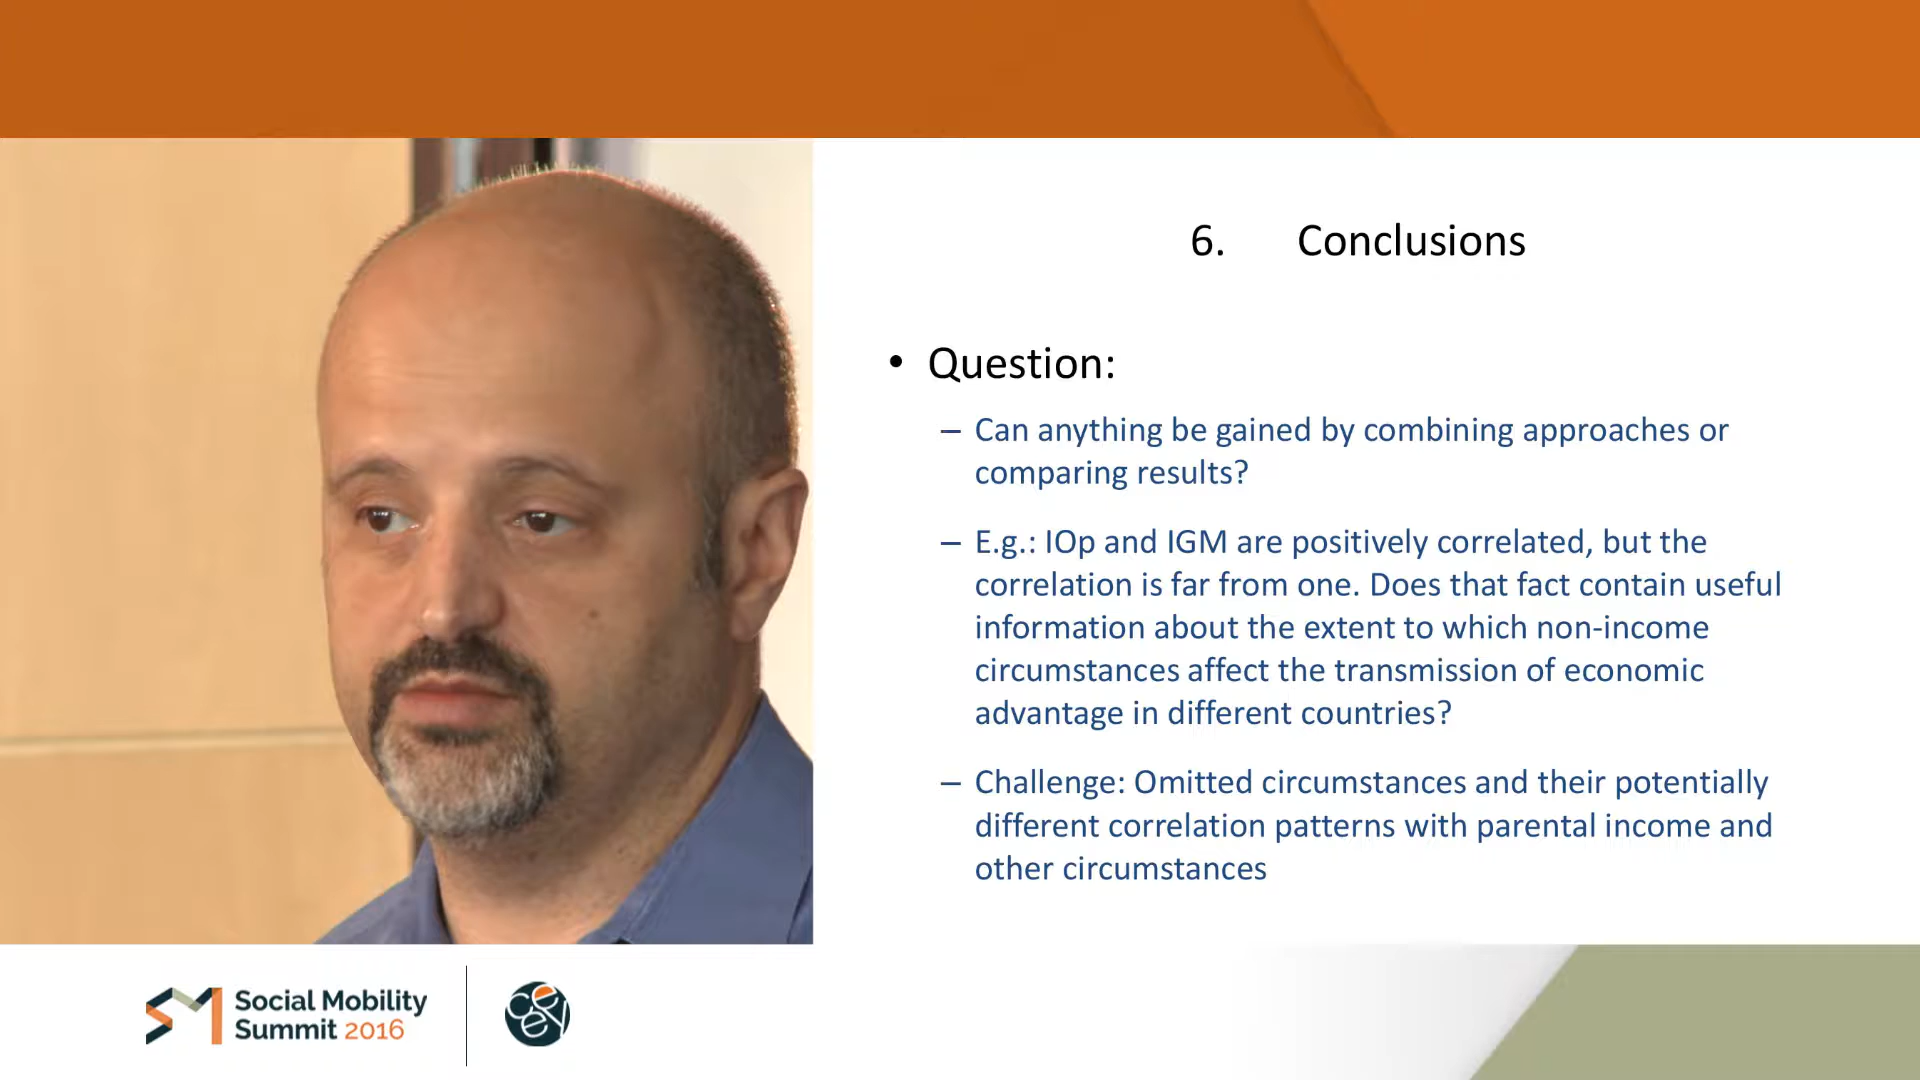 6. Conclusions
• Question:
– Can anything be gained by combining approaches or
comparing results?
– E.g.: IOp and IGM are positively correlated, but the
correlation is far from one. Does that fact contain useful
information about the extent to which non-income
circumstances affect the transmission of economic
advantage in different countries?
– Challenge: Omitted circumstances and their potentially
different correlation patterns with parental income and
other circumstances
SM
Social Mobility
Summit 2016
ceey